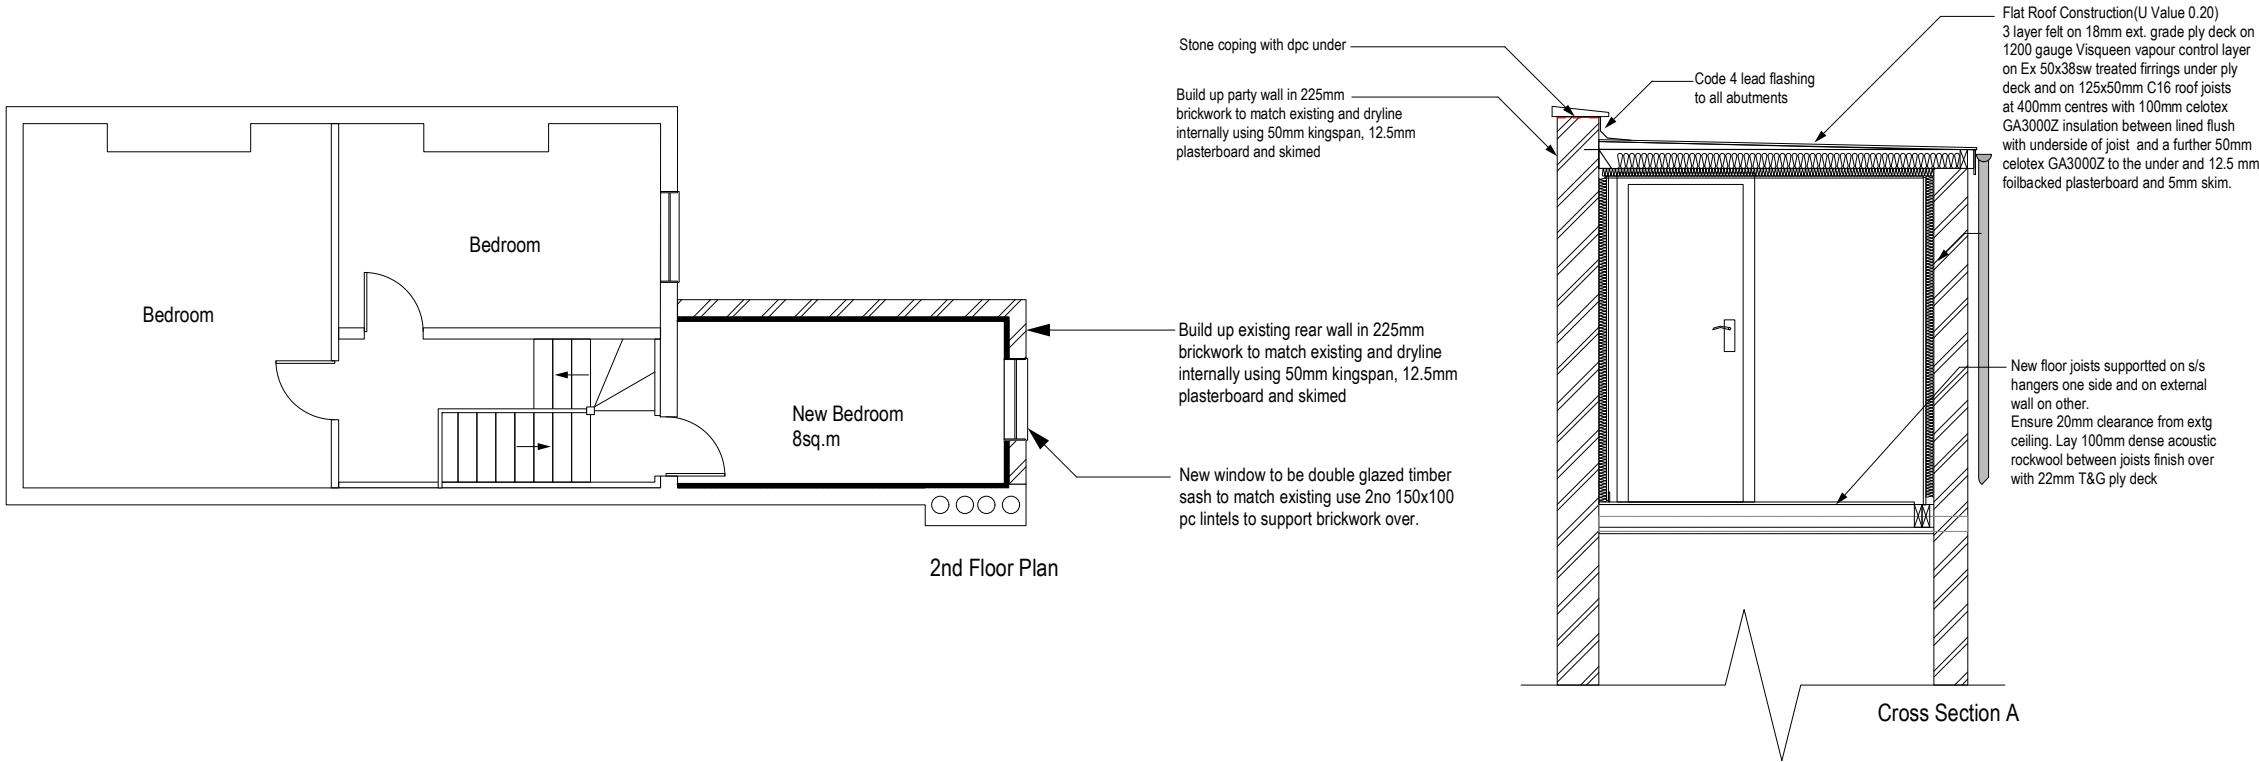 Bedroom
Bedroom
New Bedroom
8sq.m
2nd Floor Plan
Build up existing rear wall in 225mm
brickwork to match existing and dryline
internally using 50mm kingspan, 12.5mm
plasterboard and skimed
New window to be double glazed timber
sash to match existing use 2no 150x100
pc lintels to support brickwork over.
Stone coping with dpc under
Build up party wall in 225mm
brickwork to match existing and dryline
internally using 50mm kingspan, 12.5mm
plasterboard and skimed
Code 4 lead flashing
to all abutments
Flat Roof Construction(U Value 0.20)
3 layer felt on 18mm ext. grade ply deck on
1200 gauge Visqueen vapour control layer
on Ex 50x38sw treated firrings under ply
deck and on 125x50mm C16 roof joists
at 400mm centres with 100mm celotex
GA3000Z insulation between lined flush
with underside of joist and a further 50mm
celotex GA3000Z to the under and 12.5 mm
foilbacked plasterboard and 5mm skim.
New floor joists supportted on s/s
hangers one side and on external
wall on other.
Ensure 20mm clearance from extg
ceiling. Lay 100mm dense acoustic
rockwool between joists finish over
with 22mm T&G ply deck
Cross Section A